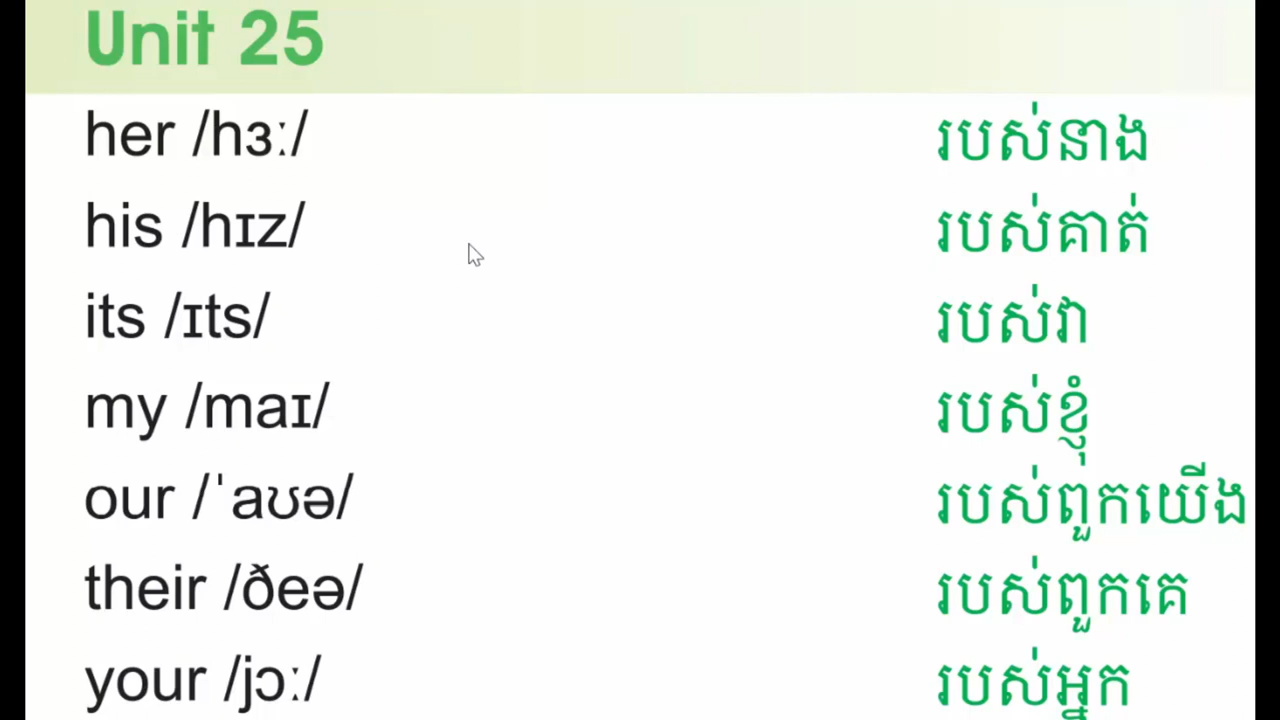 Unit 25
her /hɜː/ របស់នាង
his /hɪz/ របស់គាត់
its /ɪts/ របស់វា
my /maɪ/ របស់ខ្ញុំ
our /ˈaʊə/ របស់ពួកយើង
their /ðeə/ របស់ពួកគេ
your /jɔː/ របស់អ្នក